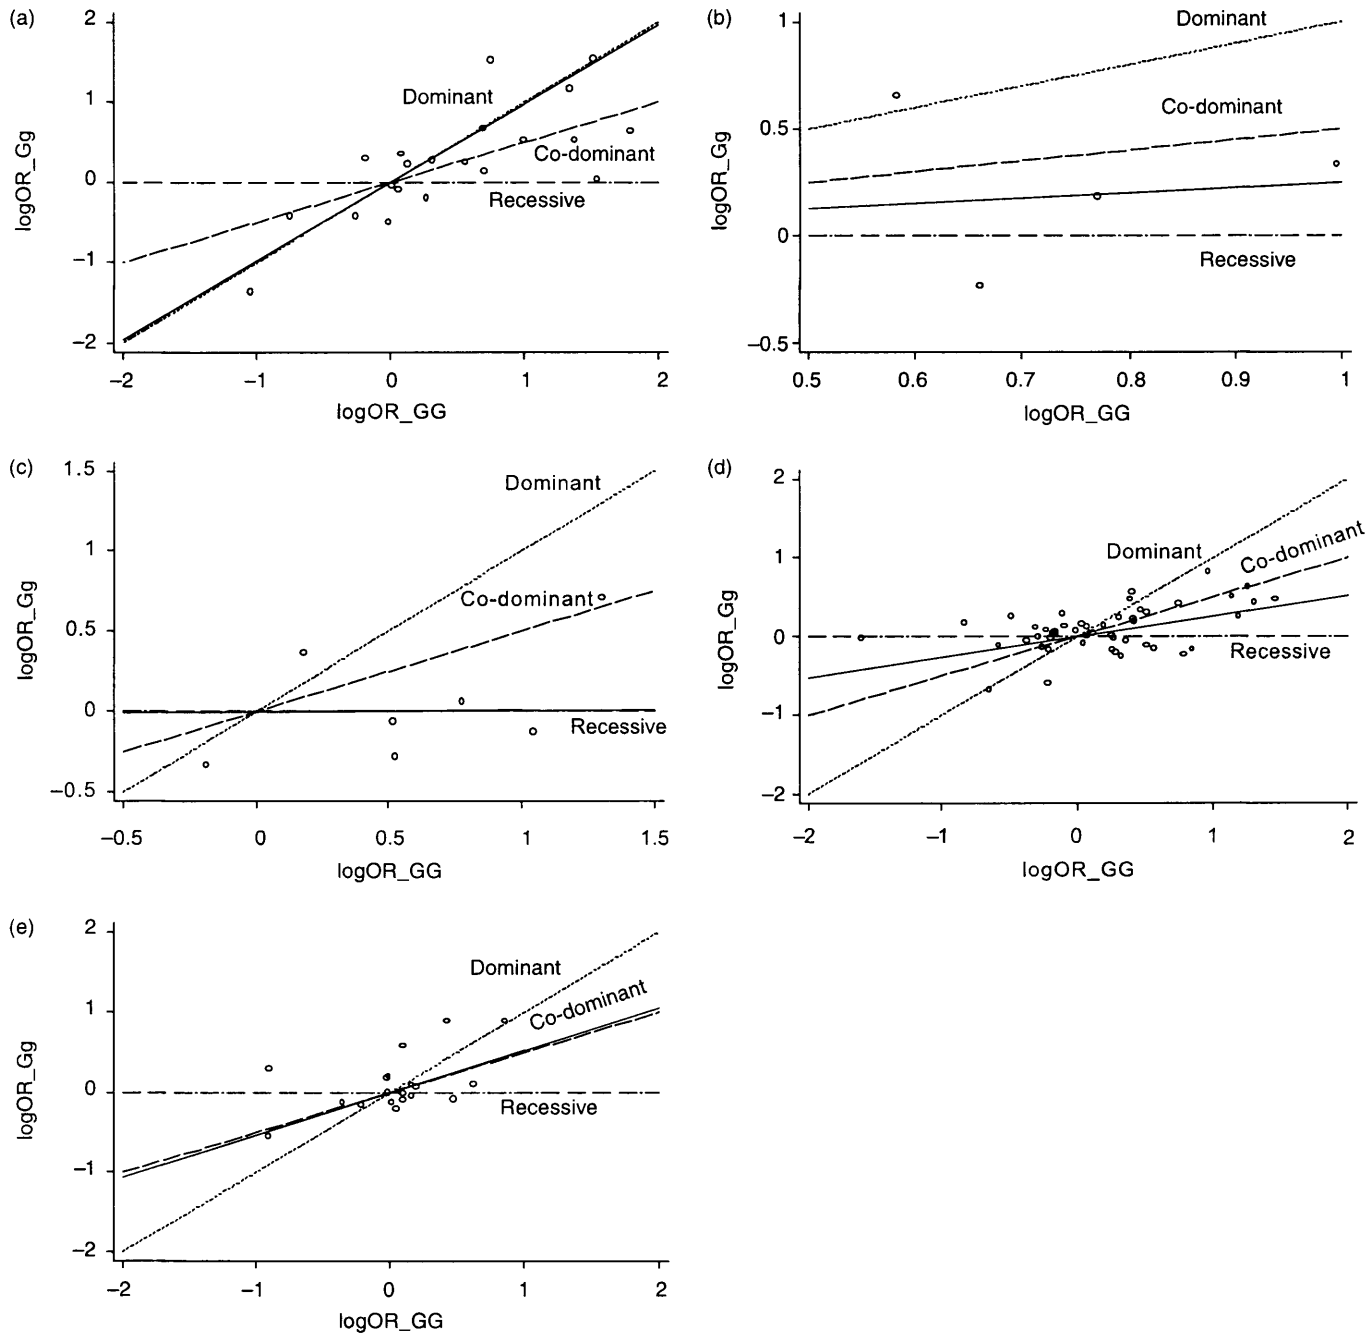 (a)
2
1
0
−1
−2
logOR_Gg
Dominant
Co-dominant
Recessive
−2 −1 0 1 2
logOR_GG
(b)
1
0.5
0
−0.5
Dominant
Co-dominant
Recessive
0.5 0.6 0.7 0.8 0.9 1
logOR_GG
logOR_Gg
(c)
1.5
1
0.5
0
−0.5
logOR_Gg
Dominant
Co-dominant
Recessive
−0.5 0 0.5 1 1.5
logOR_GG
(d)
2
1
0
−1
−2
logOR_Gg
Dominant
Co-dominant
Recessive
−2 −1 0 1 2
logOR_GG
(e)
2
1
0
−1
−2
logOR_Gg
Dominant
Co-dominant
Recessive
−2 −1 0 1 2
logOR_GG